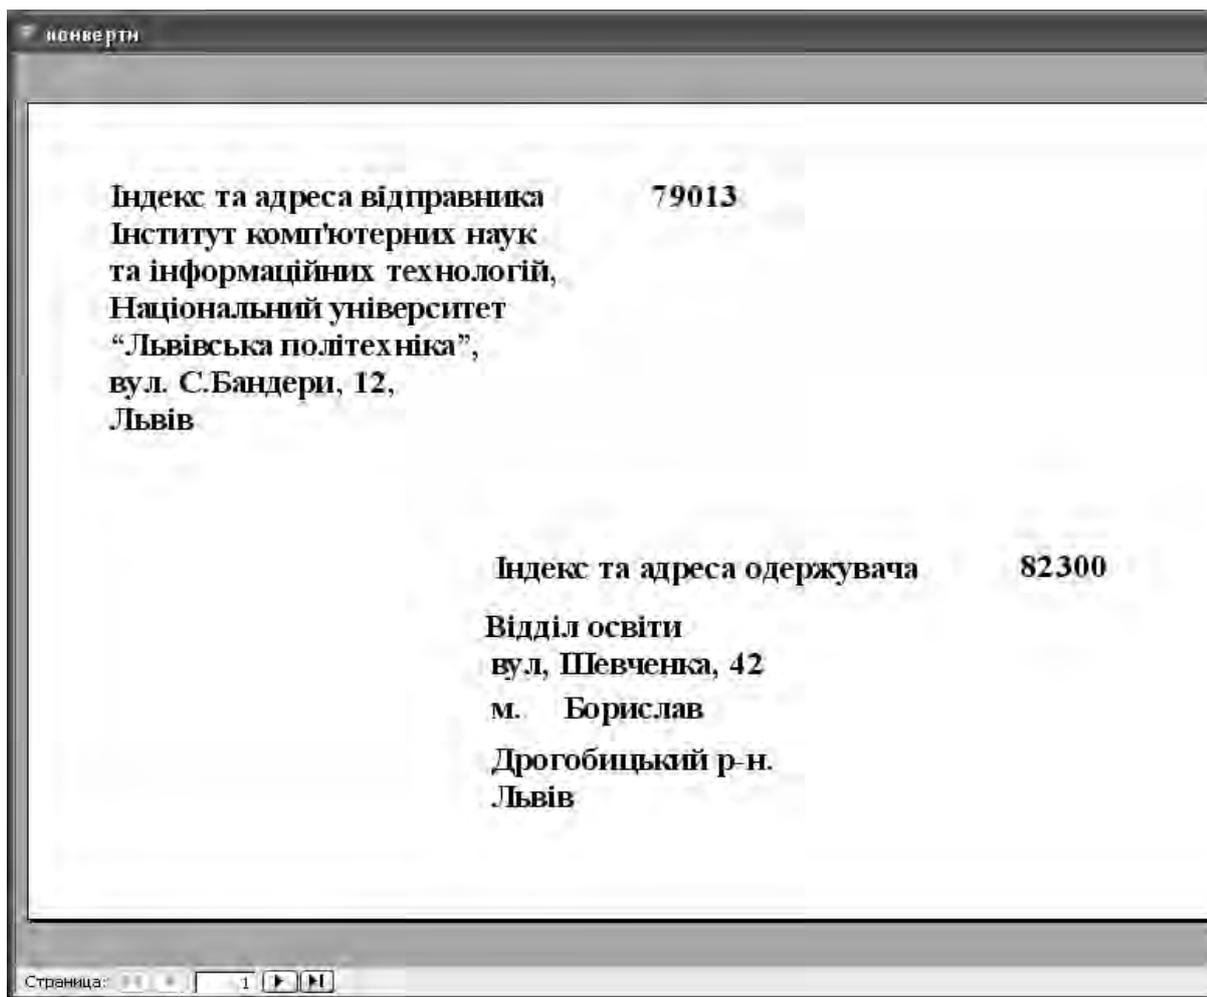 конверти
Індекс та адреса відправника 79013
Інститут комп'ютерних наук
та інформаційних технологій,
Національний університет
“Львівська політехніка”,
вул. С.Бандери, 12,
Львів
Індекс та адреса одержувача 82300
Відділ освіти
вул, Шевченка, 42
м. Борислав
Дрогобицький р-н.
Львів
Страница: 1